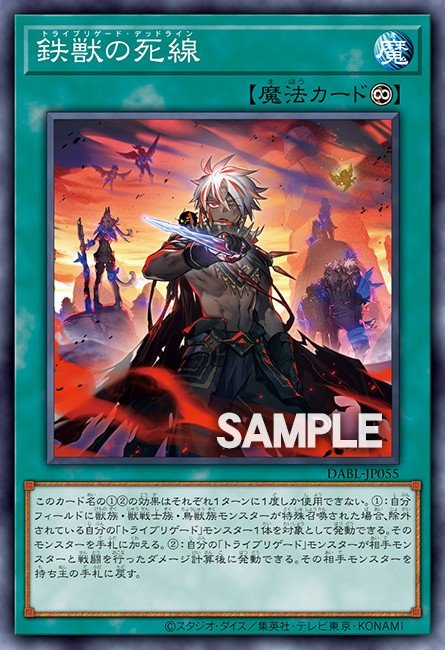 トライブリゲード・デッドライン
鉄獣の死線
魔
まほう
【魔法カード】
SAMPLE
DABL-JP055
このカード名の①②の効果はそれぞれ1ターンに1度しか使用できない。①:自分
フィールドに獣族・獣戦士族・鳥獣族モンスターが特殊召喚された場合、除外
されている自分の「トライブリゲード」モンスター1体を対象として発動できる。その
モンスターを手札に加える。②:自分の「トライブリゲード」モンスターが相手モン
スターと戦闘を行ったダメージ計算後に発動できる。その相手モンスターを
持ち主の手札に戻す。
©スタジオ・ダイス/集英社・テレビ東京・KONAMI